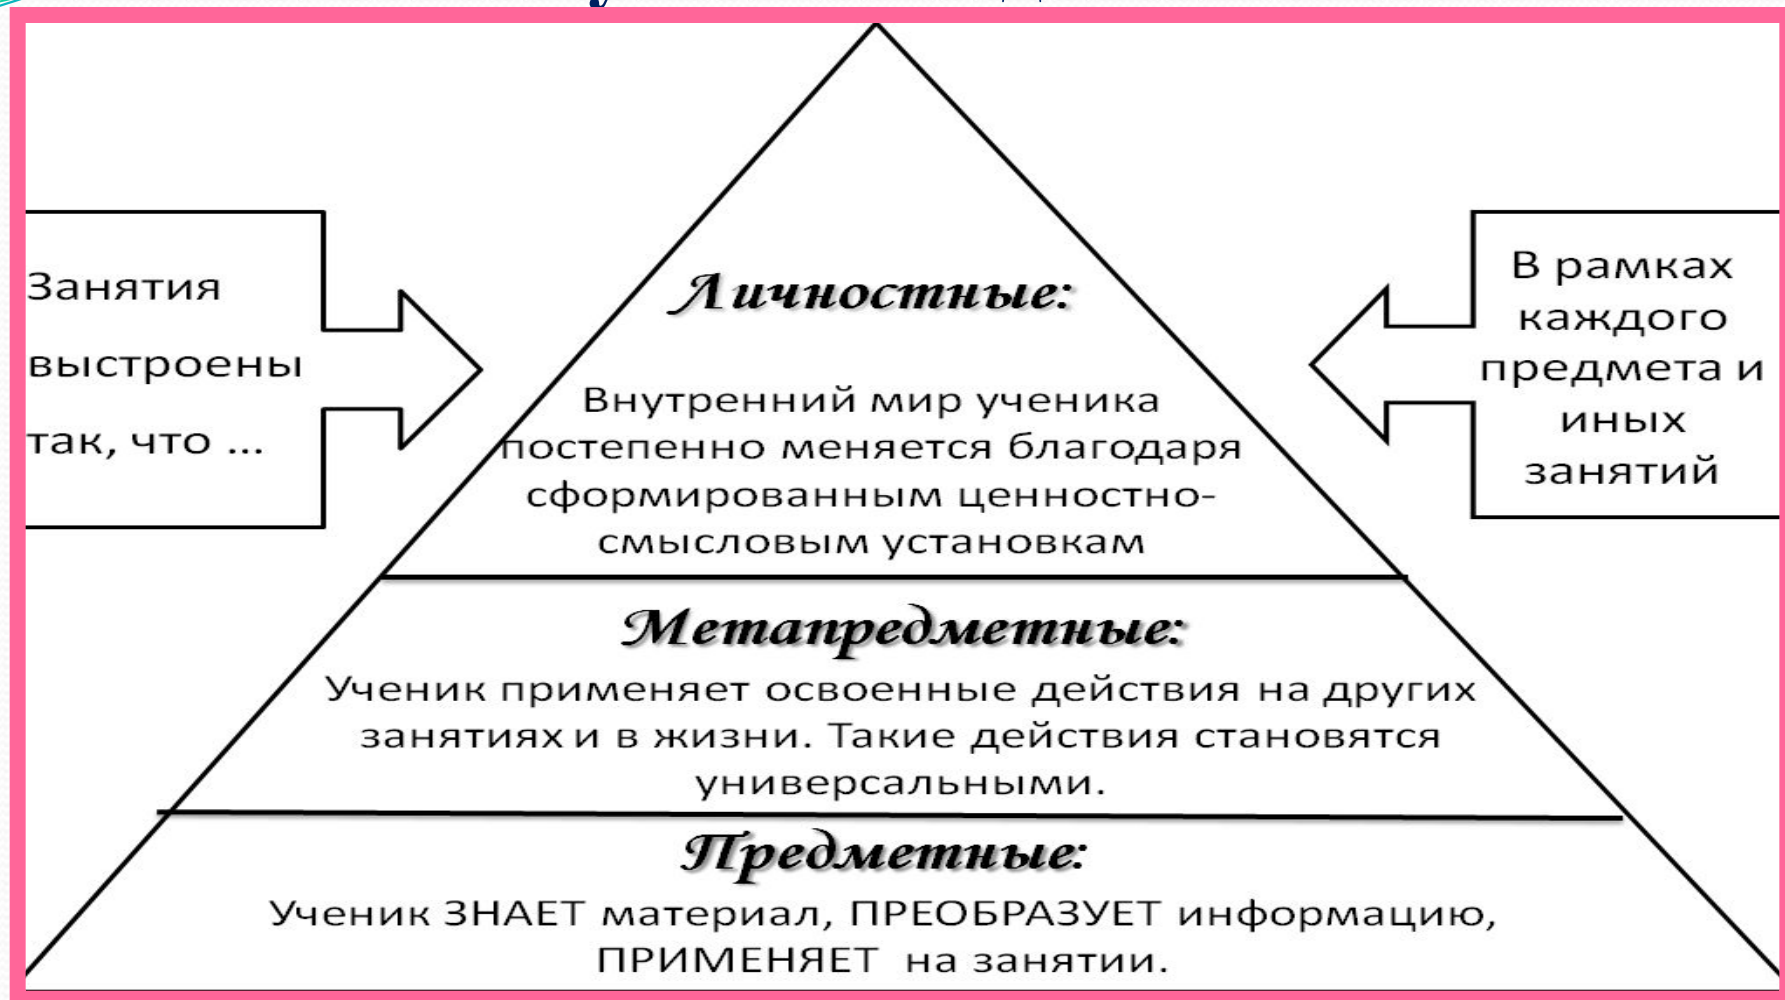 Занятия
выстроены
так, что ...
В рамках
каждого
предмета и
иных
занятий
Личностные:
Внутренний мир ученика
постепенно меняется благодаря
сформированным ценностно-
смысловым установкам
Метапредметные:
Ученик применяет освоенные действия на других
занятиях и в жизни. Такие действия становятся
универсальными.
Предметные:
Ученик ЗНАЕТ материал, ПРЕОБРАЗУЕТ информацию,
ПРИМЕНЯЕТ на занятии.